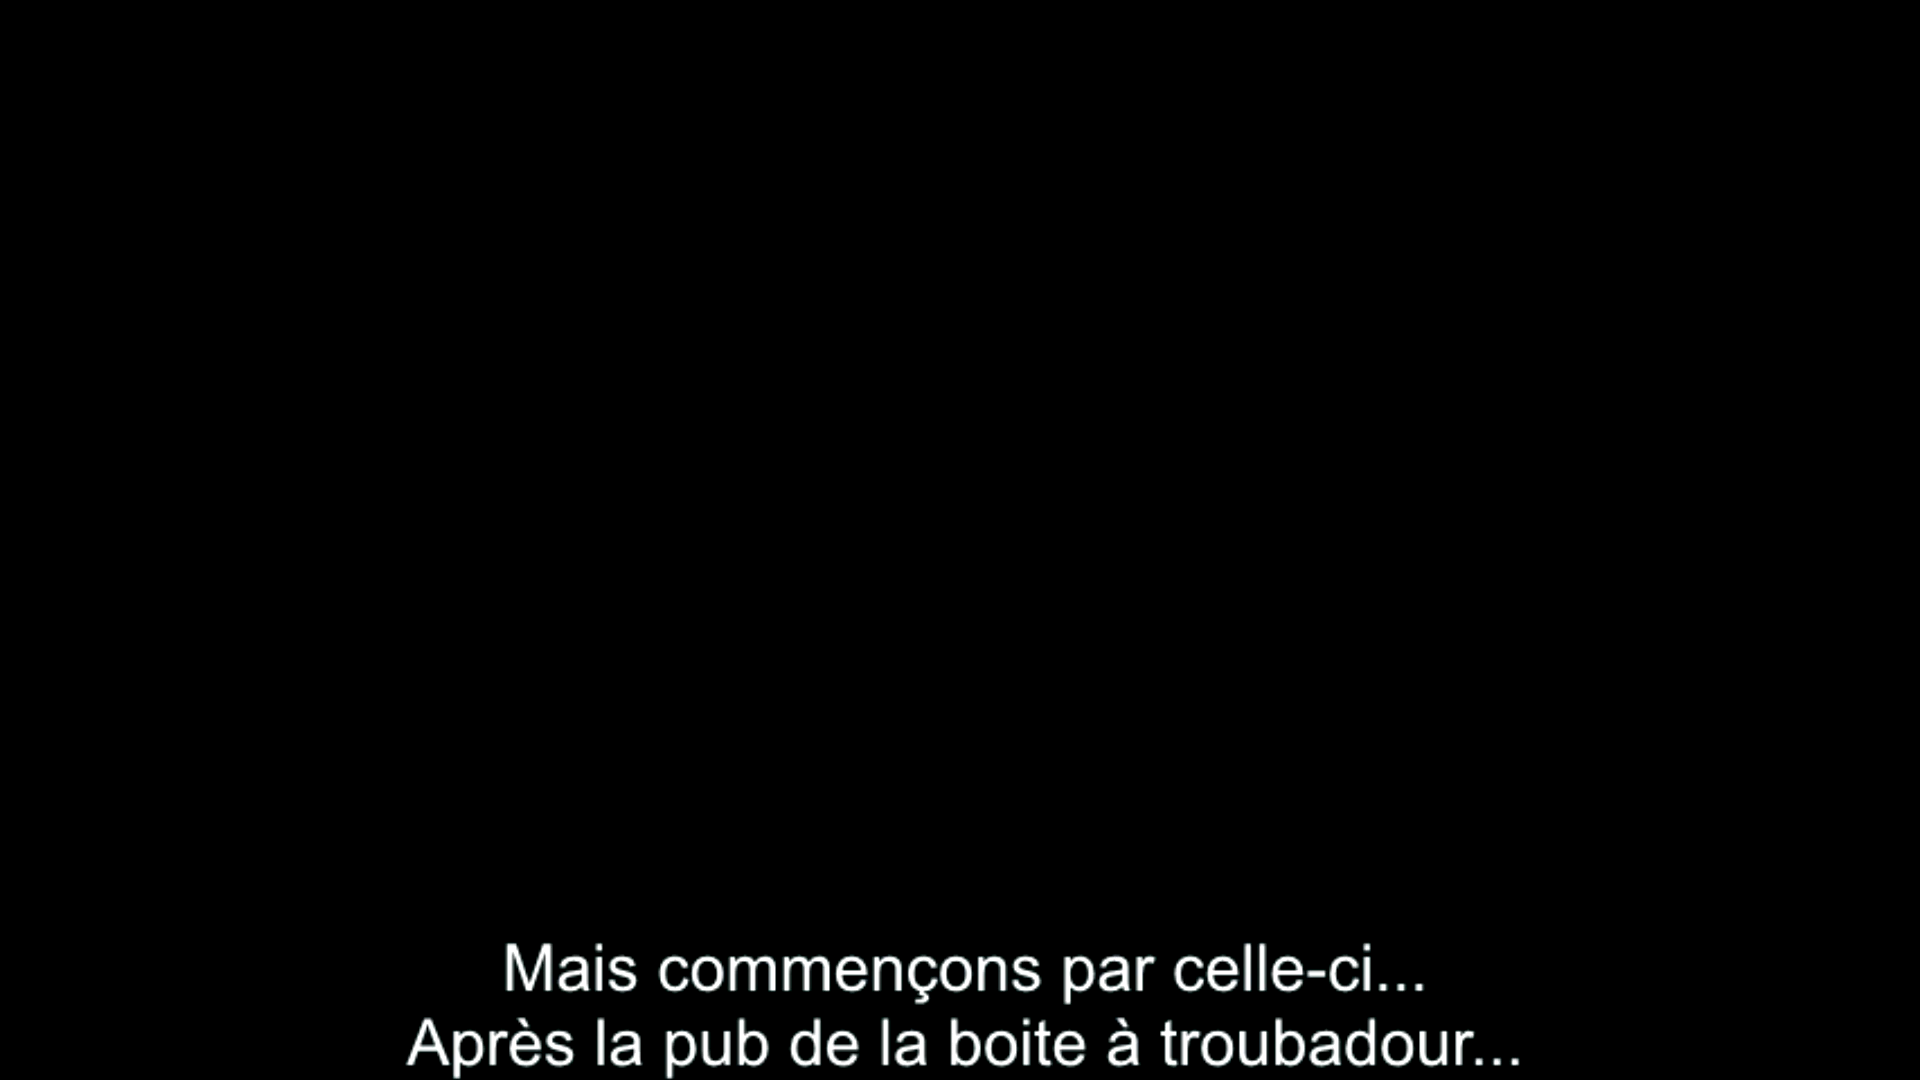 Mais commençons par celle-ci...
Après la pub de la boite à troubadour...